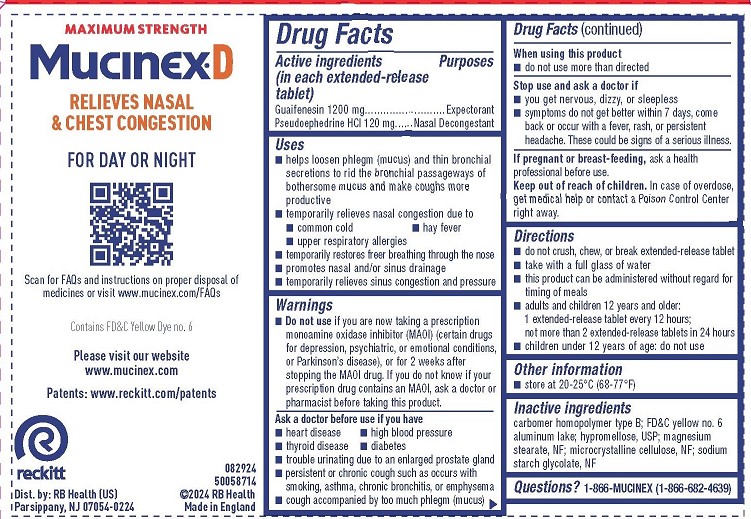 MAXIMUM STRENGTH
MUCINEX·D
RELIEVES NASAL
& CHEST CONGESTION
FOR DAY OR NIGHT
Scan for FAQs and instructions on proper disposal of
medicines or visit www.mucinex.com/FAQs
Contains FD&C Yellow Dye no. 6
Please visit our website
www.mucinex.com
Patents: www.reckitt.com/patents
reckitt
Dist. by: RB Health (US)
Parsippany, NJ 07054-0224
082924
50058714
©2024 RB Health
Made in England
Drug Facts
Active ingredients Purposes
(in each extended-release
tablet)
Guaifenesin 1200 mg......................Expectorant
Pseudoephedrine HCl 120 mg.....Nasal Decongestant
Uses
■ helps loosen phlegm (mucus) and thin bronchial
secretions to rid the bronchial passageways of
bothersome mucus and make coughs more
productive
■ temporarily relieves nasal congestion due to
■ common cold ■ hay fever
■ upper respiratory allergies
■ temporarily restores freer breathing through the nose
■ promotes nasal and/or sinus drainage
■ temporarily relieves sinus congestion and pressure
Warnings
■ Do not use if you are now taking a prescription
monoamine oxidase inhibitor (MAOI) (certain drugs
for depression, psychiatric, or emotional conditions,
or Parkinson's disease), or for 2 weeks after
stopping the MAOI drug. If you do not know if your
prescription drug contains an MAOI, ask a doctor or
pharmacist before taking this product.
Ask a doctor before use if you have
■ heart disease ■ high blood pressure
■ thyroid disease ■ diabetes
■ trouble urinating due to an enlarged prostate gland
■ persistent or chronic cough such as occurs with
smoking, asthma, chronic bronchitis, or emphysema
■ cough accompanied by too much phlegm (mucus)
Drug Facts (continued)
When using this product
■ do not use more than directed
Stop use and ask a doctor if
■ you get nervous, dizzy, or sleepless
■ symptoms do not get better within 7 days, come
back or occur with a fever, rash, or persistent
headache. These could be signs of a serious illness.
If pregnant or breast-feeding, ask a health
professional before use.
Keep out of reach of children. In case of overdose,
get medical help or contact a Poison Control Center
right away.
Directions
■ do not crush, chew, or break extended-release tablet
■ take with a full glass of water
■ this product can be administered without regard for
timing of meals
■ adults and children 12 years and older:
1 extended-release tablet every 12 hours;
not more than 2 extended-release tablets in 24 hours
■ children under 12 years of age: do not use
Other information
■ store at 20-25°C (68-77°F)
Inactive ingredients
carbomer homopolymer type B; FD&C yellow no. 6
aluminum lake; hypromellose, USP; magnesium
stearate, NF; microcrystalline cellulose, NF; sodium
starch glycolate, NF
Questions? 1-866-MUCINEX (1-866-682-4639)